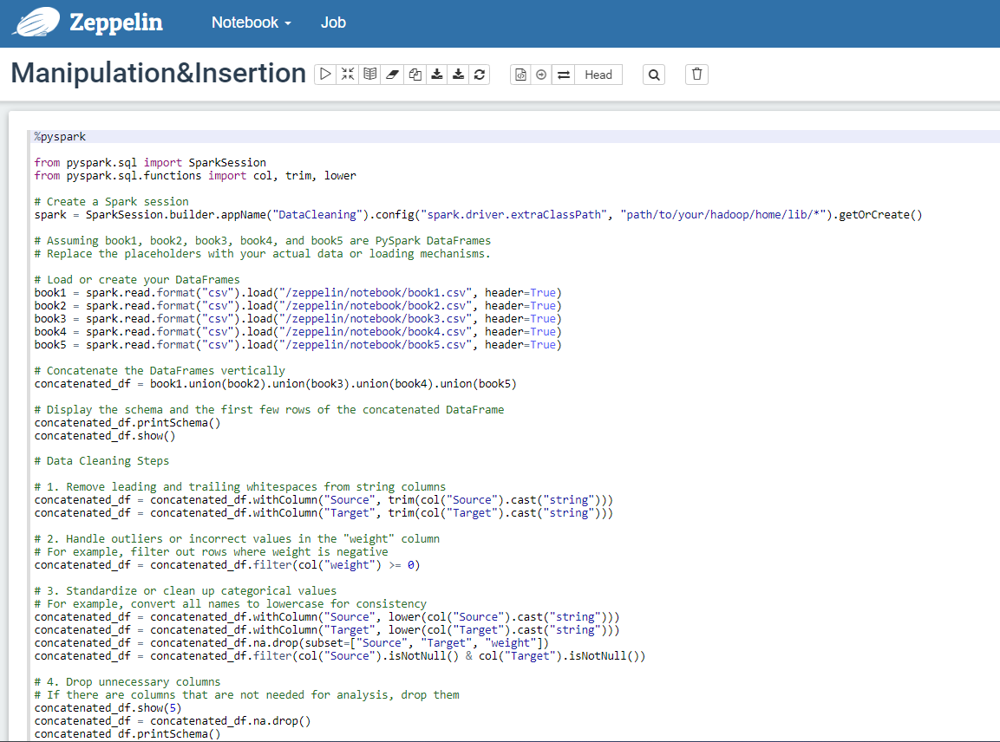 Zeppelin
Notebook
Job
Manipulation&Insertion
Head
%pyspark
from pyspark.sql import SparkSession
from pyspark.sql.functions import col, trim, lower
# Create a Spark session
spark = SparkSession.builder.appName("DataCleaning").config("spark.driver.extraClassPath", "path/to/your/hadoop/home/lib/*").getOrCreate()
# Assuming book1, book2, book3, book4, and book5 are PySpark DataFrames
# Replace the placeholders with your actual data or loading mechanisms.
# Load or create your DataFrames
book1 = spark.read.format("csv").load("/zeppelin/notebook/book1.csv", header=True)
book2 = spark.read.format("csv").load("/zeppelin/notebook/book2.csv", header=True)
book3 = spark.read.format("csv").load("/zeppelin/notebook/book3.csv", header=True)
book4 = spark.read.format("csv").load("/zeppelin/notebook/book4.csv", header=True)
book5 = spark.read.format("csv").load("/zeppelin/notebook/book5.csv", header=True)
# Concatenate the DataFrames vertically
concatenated_df = book1.union(book2).union(book3).union(book4).union(book5)
# Display the schema and the first few rows of the concatenated DataFrame
concatenated_df.printSchema()
concatenated_df.show()
# Data Cleaning Steps
# 1. Remove leading and trailing whitespaces from string columns
concatenated_df = concatenated_df.withColumn("Source", trim(col("Source").cast("string")))
concatenated_df = concatenated_df.withColumn("Target", trim(col("Target").cast("string")))
# 2. Handle outliers or incorrect values in the "weight" column
# For example, filter out rows where weight is negative
concatenated_df = concatenated_df.filter(col("weight") >= 0)
# 3. Standardize or clean up categorical values
# For example, convert all names to lowercase for consistency
concatenated_df = concatenated_df.withColumn("Source", lower(col("Source").cast("string")))
concatenated_df = concatenated_df.withColumn("Target", lower(col("Target").cast("string")))
concatenated_df = concatenated_df.na.drop(subset=["Source", "Target", "weight"])
concatenated_df = concatenated_df.filter(col("Source").isNotNull() & col("Target").isNotNull())
# 4. Drop unnecessary columns
# If there are columns that are not needed for analysis, drop them
concatenated_df.show(5)
concatenated_df = concatenated_df.na.drop()
concatenated_df.printSchema()